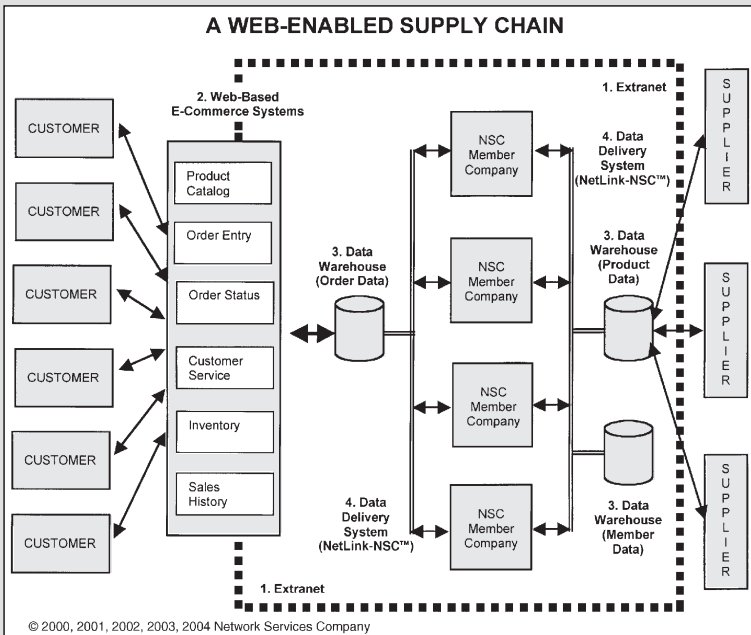 A WEB-ENABLED SUPPLY CHAIN
2. Web-Based
E-Commerce Systems
1. Extranet
CUSTOMER
CUSTOMER
CUSTOMER
CUSTOMER
CUSTOMER
CUSTOMER
Product
Catalog
Order Entry
Order Status
Customer
Service
Inventory
Sales
History
3. Data
Warehouse
(Order Data)
4. Data
Delivery
System
(NetLink-NSC™)
NSC
Member
Company
NSC
Member
Company
NSC
Member
Company
NSC
Member
Company
4. Data
Delivery
System
(NetLink-NSC™)
3. Data
Warehouse
(Product
Data)
3. Data
Warehouse
(Member
Data)
SUPPLIER
SUPPLIER
SUPPLIER
1. Extranet
© 2000, 2001, 2002, 2003, 2004 Network Services Company